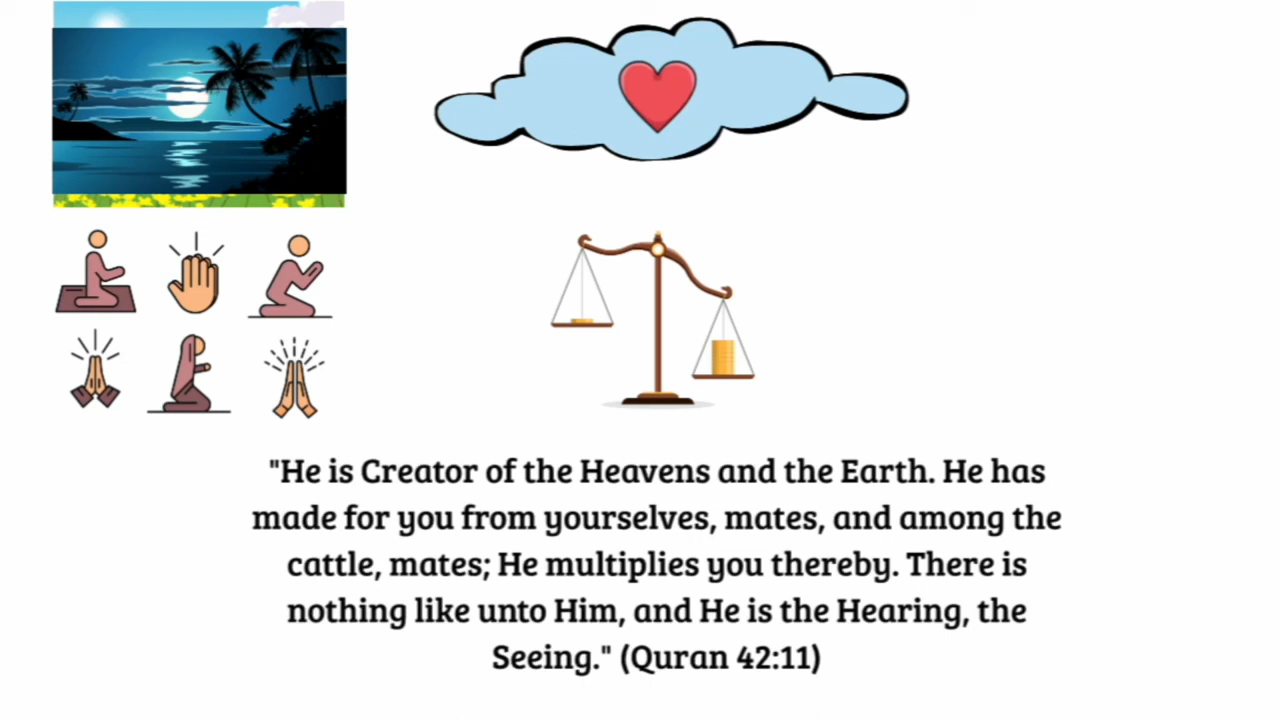 "He is Creator of the Heavens and the Earth. He has
made for you from yourselves, mates, and among the
cattle, mates; He multiplies you thereby. There is
nothing like unto Him, and He is the Hearing, the
Seeing." (Quran 42:11)